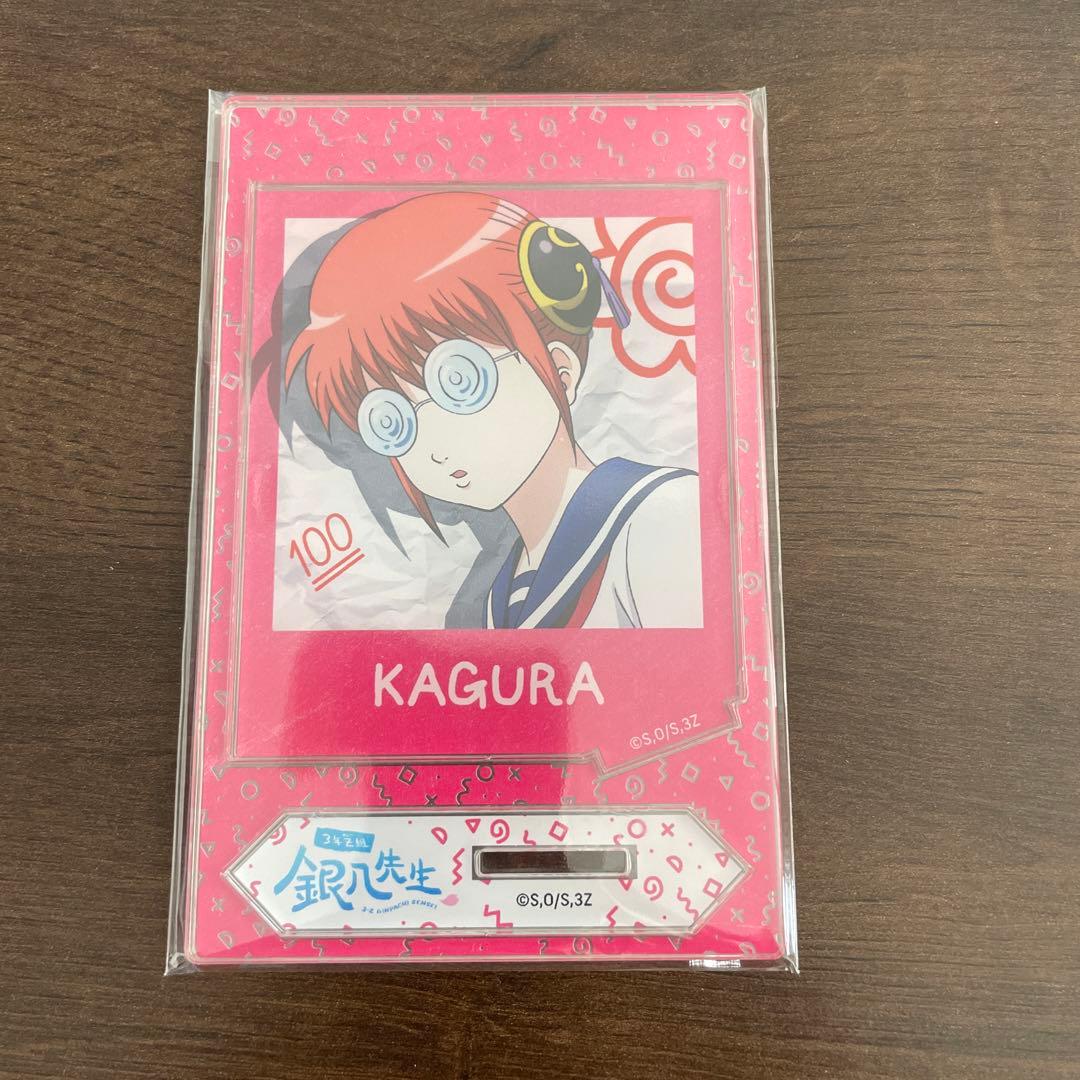 100
KAGURA
©S,O/S,3Z
3年Z組
銀八先生
3-Z GINPACHI SENSEI
©S,O/S,3Z